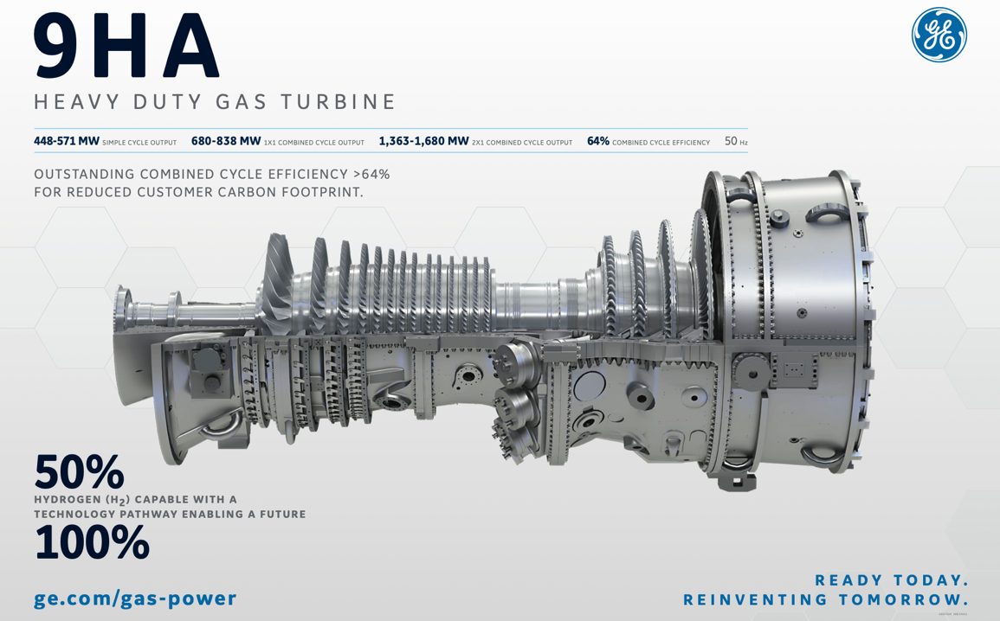 9HA
HEAVY DUTY GAS TURBINE
448-571 MW SIMPLE CYCLE OUTPUT 680-838 MW 1X1 COMBINED CYCLE OUTPUT 1,363-1,680 MW 2X1 COMBINED CYCLE OUTPUT 64% COMBINED CYCLE EFFICIENCY 50 Hz
OUTSTANDING COMBINED CYCLE EFFICIENCY >64%
FOR REDUCED CUSTOMER CARBON FOOTPRINT.
GE
50%
HYDROGEN (H₂) CAPABLE WITH A
TECHNOLOGY PATHWAY ENABLING A FUTURE
100%
ge.com/gas-power
READY TODAY.
REINVENTING TOMORROW.